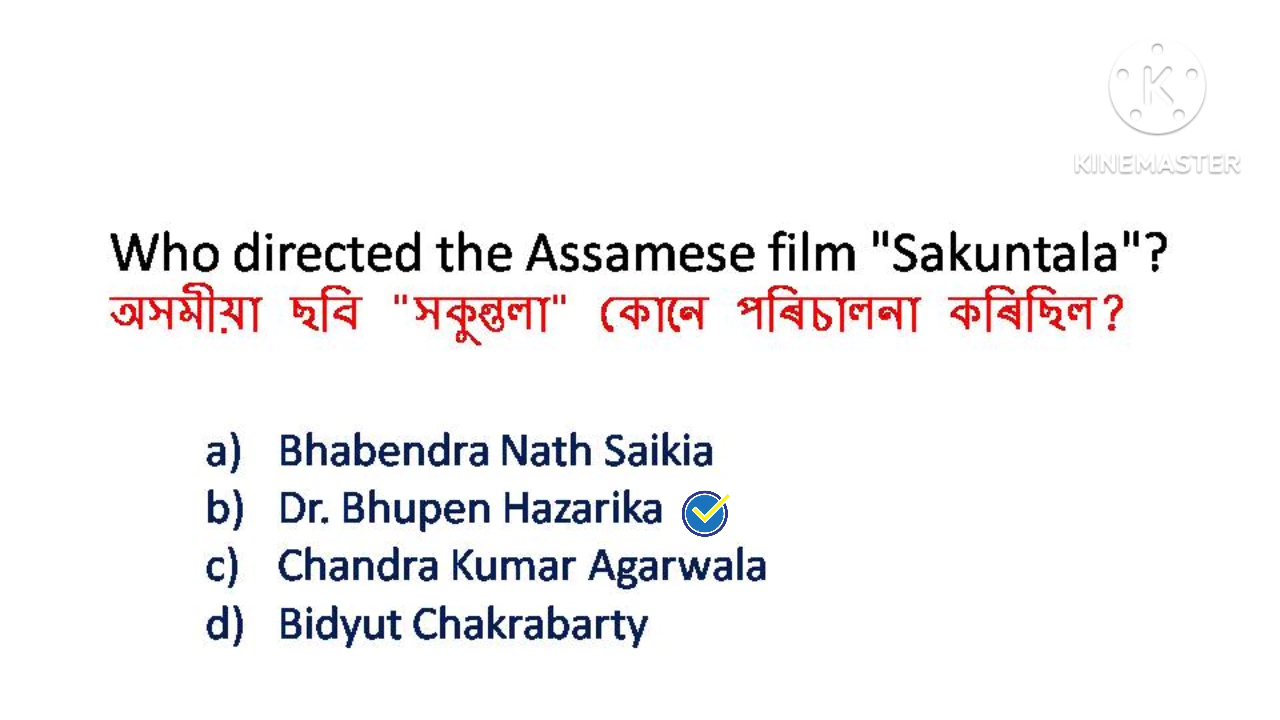 KINEMASTER
Who directed the Assamese film "Sakuntala"?
অসমীয়া ছবি "সকুন্তলা" কোনে পৰিচালনা কৰিছিল?
a) Bhabendra Nath Saikia
b) Dr. Bhupen Hazarika
c) Chandra Kumar Agarwala
d) Bidyut Chakrabarty